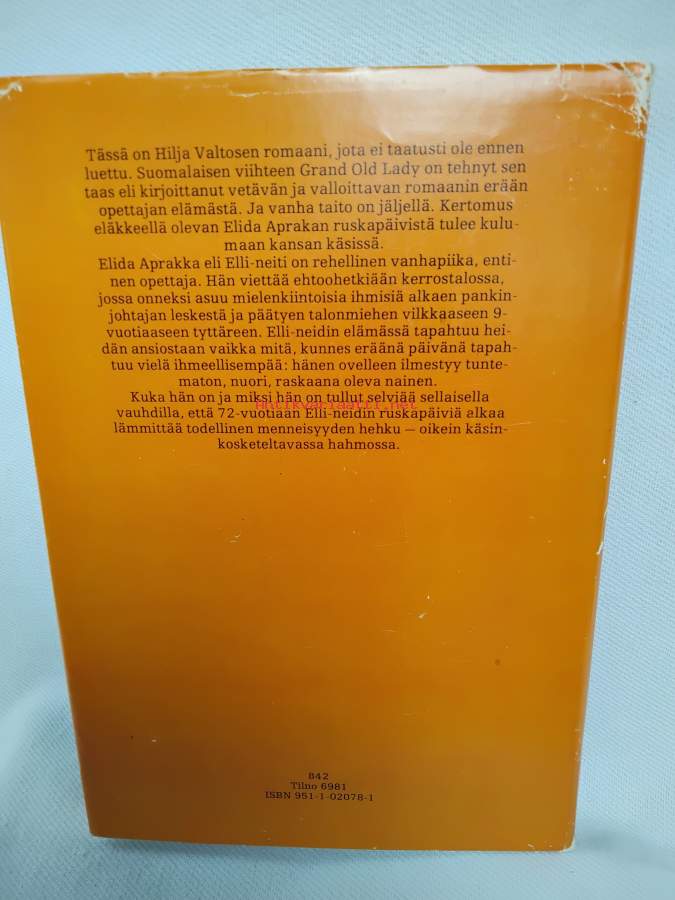 Tässä on Hilja Valtosen romaani, jota ei taatusti ole ennen
luettu. Suomalaisen viihteen Grand Old Lady on tehnyt sen
taas eli kirjoittanut vetävän ja valloittavan romaanin erään
opettajan elämästä. Ja vanha taito on jäljellä. Kertomus
eläkkeellä olevan Elida Aprakan ruskapäivistä tulee kulu-
maan kansan käsissä.
Elida Aprakka eli Elli-neiti on rehellinen vanhapiika, enti-
nen opettaja. Hän viettää ehtoohetkiään kerrostalossa,
jossa onneksi asuu mielenkiintoisia ihmisiä alkaen pankin-
johtajan leskestä ja päätyen talonmiehen vilkkaaseen 9-
vuotiaaseen tyttäreen. Elli-neidin elämässä tapahtuu hei-
dän ansiostaan vaikka mitä, kunnes eräänä päivänä tapah-
tuu vielä ihmeellisempää: hänen ovelleen ilmestyy tunte-
maton, nuori, raskaana oleva nainen.
Kuka hän on ja miksi hän on tullut selviää sellaisella
Antikvariaatti.net
vauhdilla, että 72-vuotiaan Elli-neidin ruskapäiviä alkaa
lämmittää todellinen menneisyyden hehku — oikein käsin-
kosketeltavassa hahmossa.
842
Tilno 6981
ISBN 951-1-02078-1